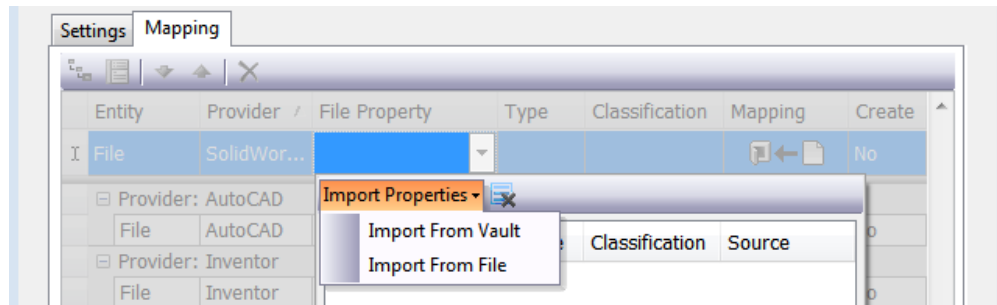 Settings Mapping
Entity Provider / File Property Type Classification Mapping Create
File SolidWor... No
Provider: AutoCAD Import Properties
File AutoCAD Import From Vault Classification Source
Provider: Inventor Import From File
File Inventor